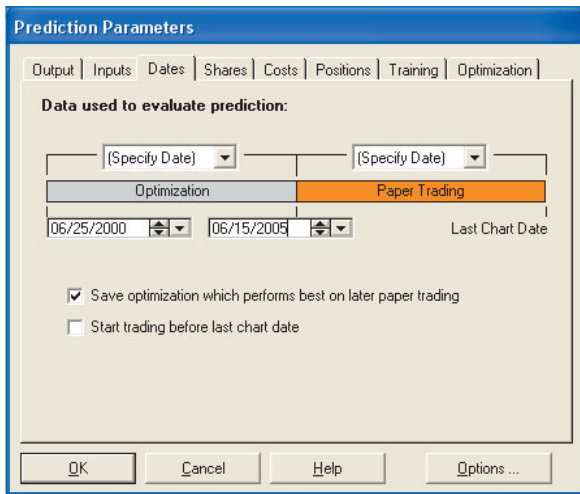 Prediction Parameters
Output Inputs Dates Shares Costs Positions Training Optimization
Data used to evaluate prediction:
(Specify Date) (Specify Date)
Optimization Paper Trading
06/25/2000 06/15/2005 Last Chart Date
Save optimization which performs best on later paper trading
Start trading before last chart date
OK Cancel Help Options ...